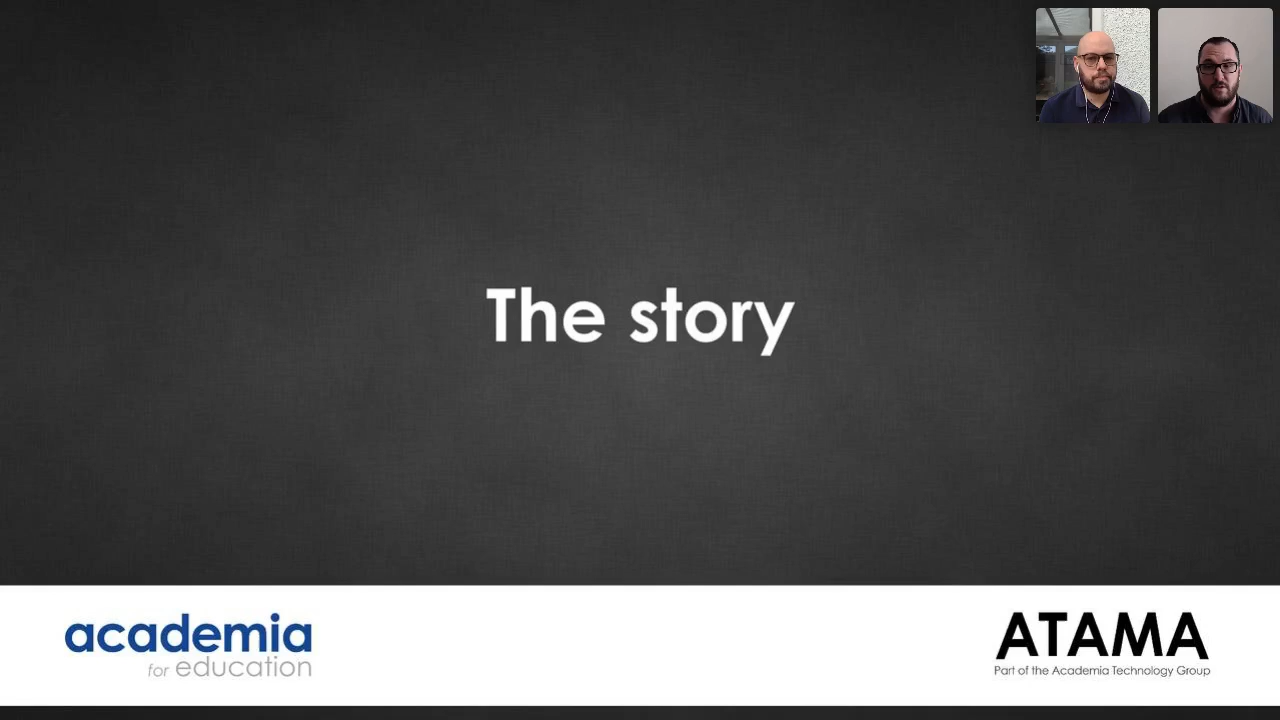 The story
academia
for education
ATAMA
Part of the Academia Technology Group